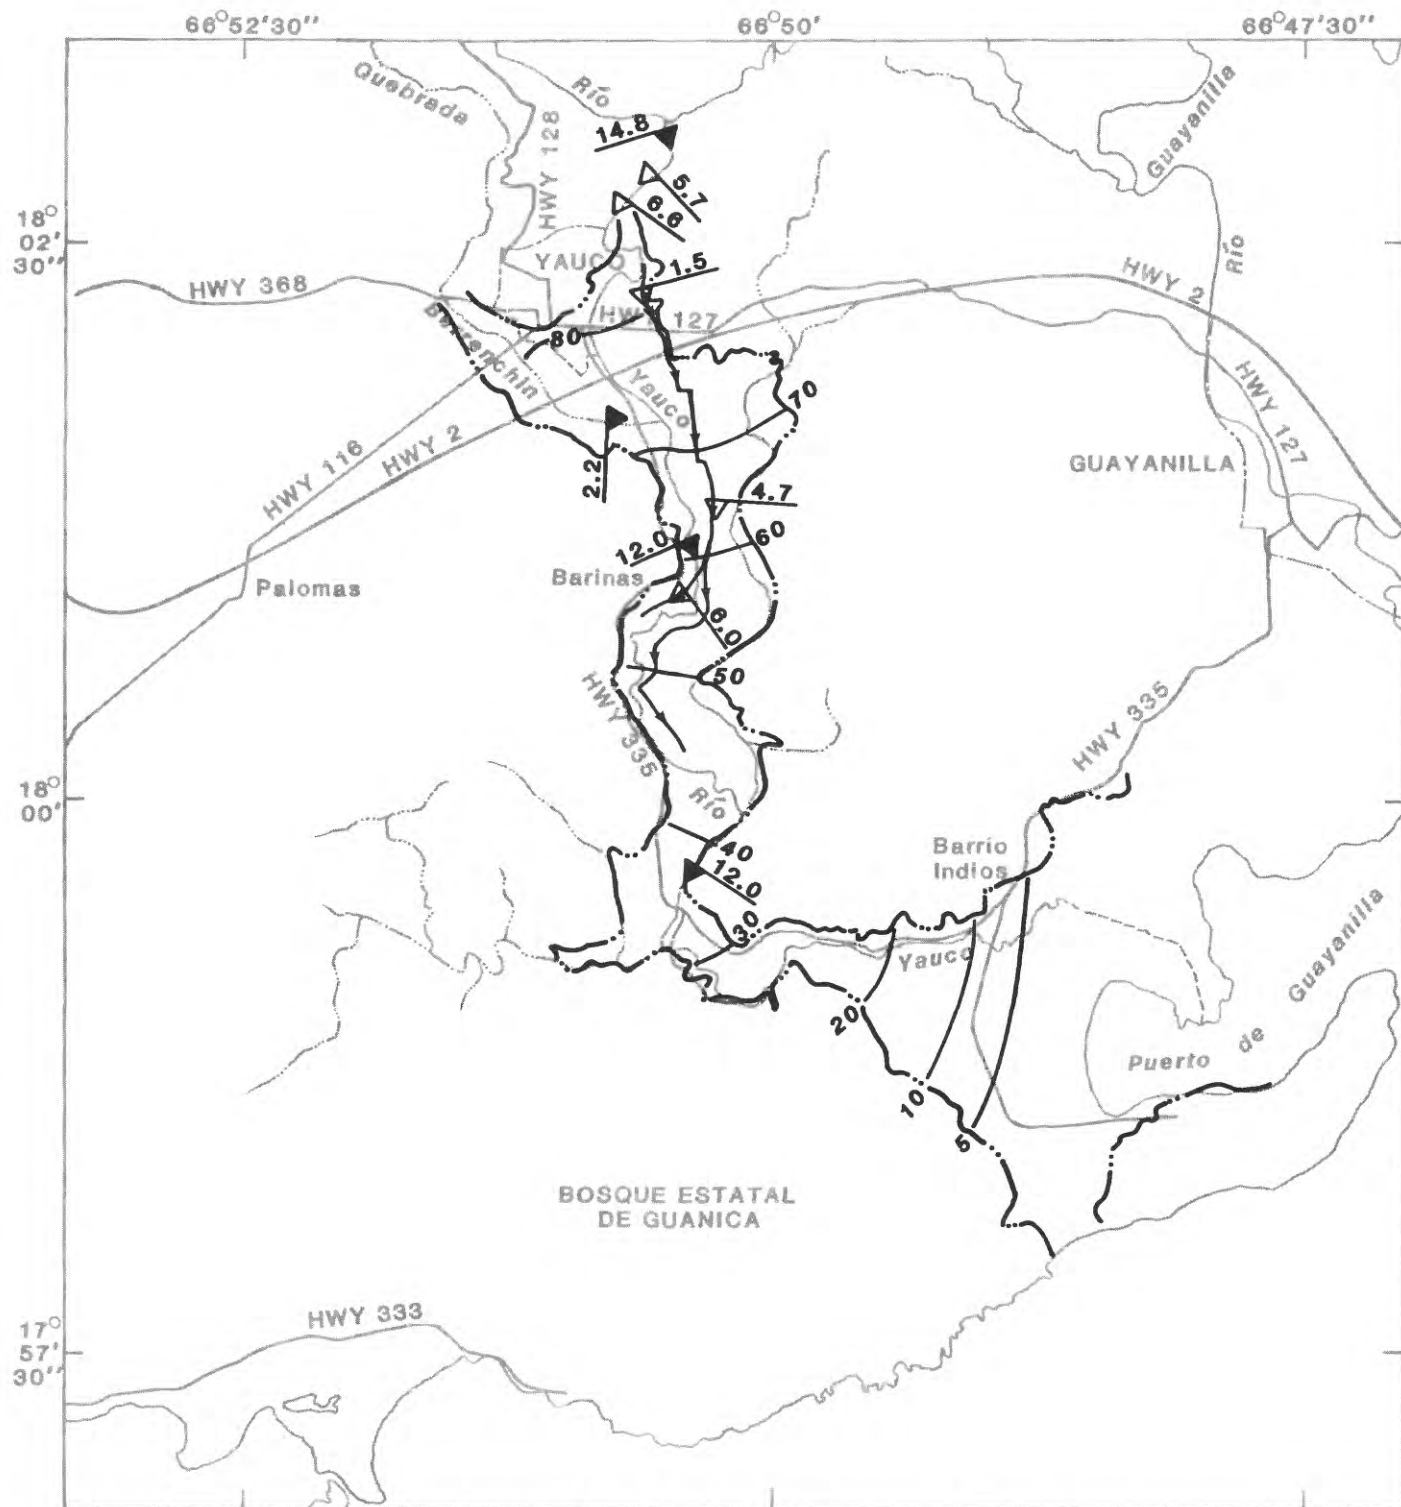 66°52'30"
66°50'
66°47'30"
Quebrada
Río
Guayanilla
14.8
HWY 128
5.7
6.6
18°
02'
30"
Río
YAUCO
1.5
HWY 368
HWY 2
HWY 127
Berrenchin
80
Yauco
70
HWY 127
HWY 116
HWY 2
GUAYANILLA
2.2
4.7
12.0
60
Barinas
Palomas
6.0
50
HWY 335
HWY 335
18°
00'
Río
40
Barrio
Indios
12.0
30
Yauco
Guayanilla
20
de
Puerto
10
5
BOSQUE ESTATAL
DE GUANICA
HWY 333
17°
57'
30"